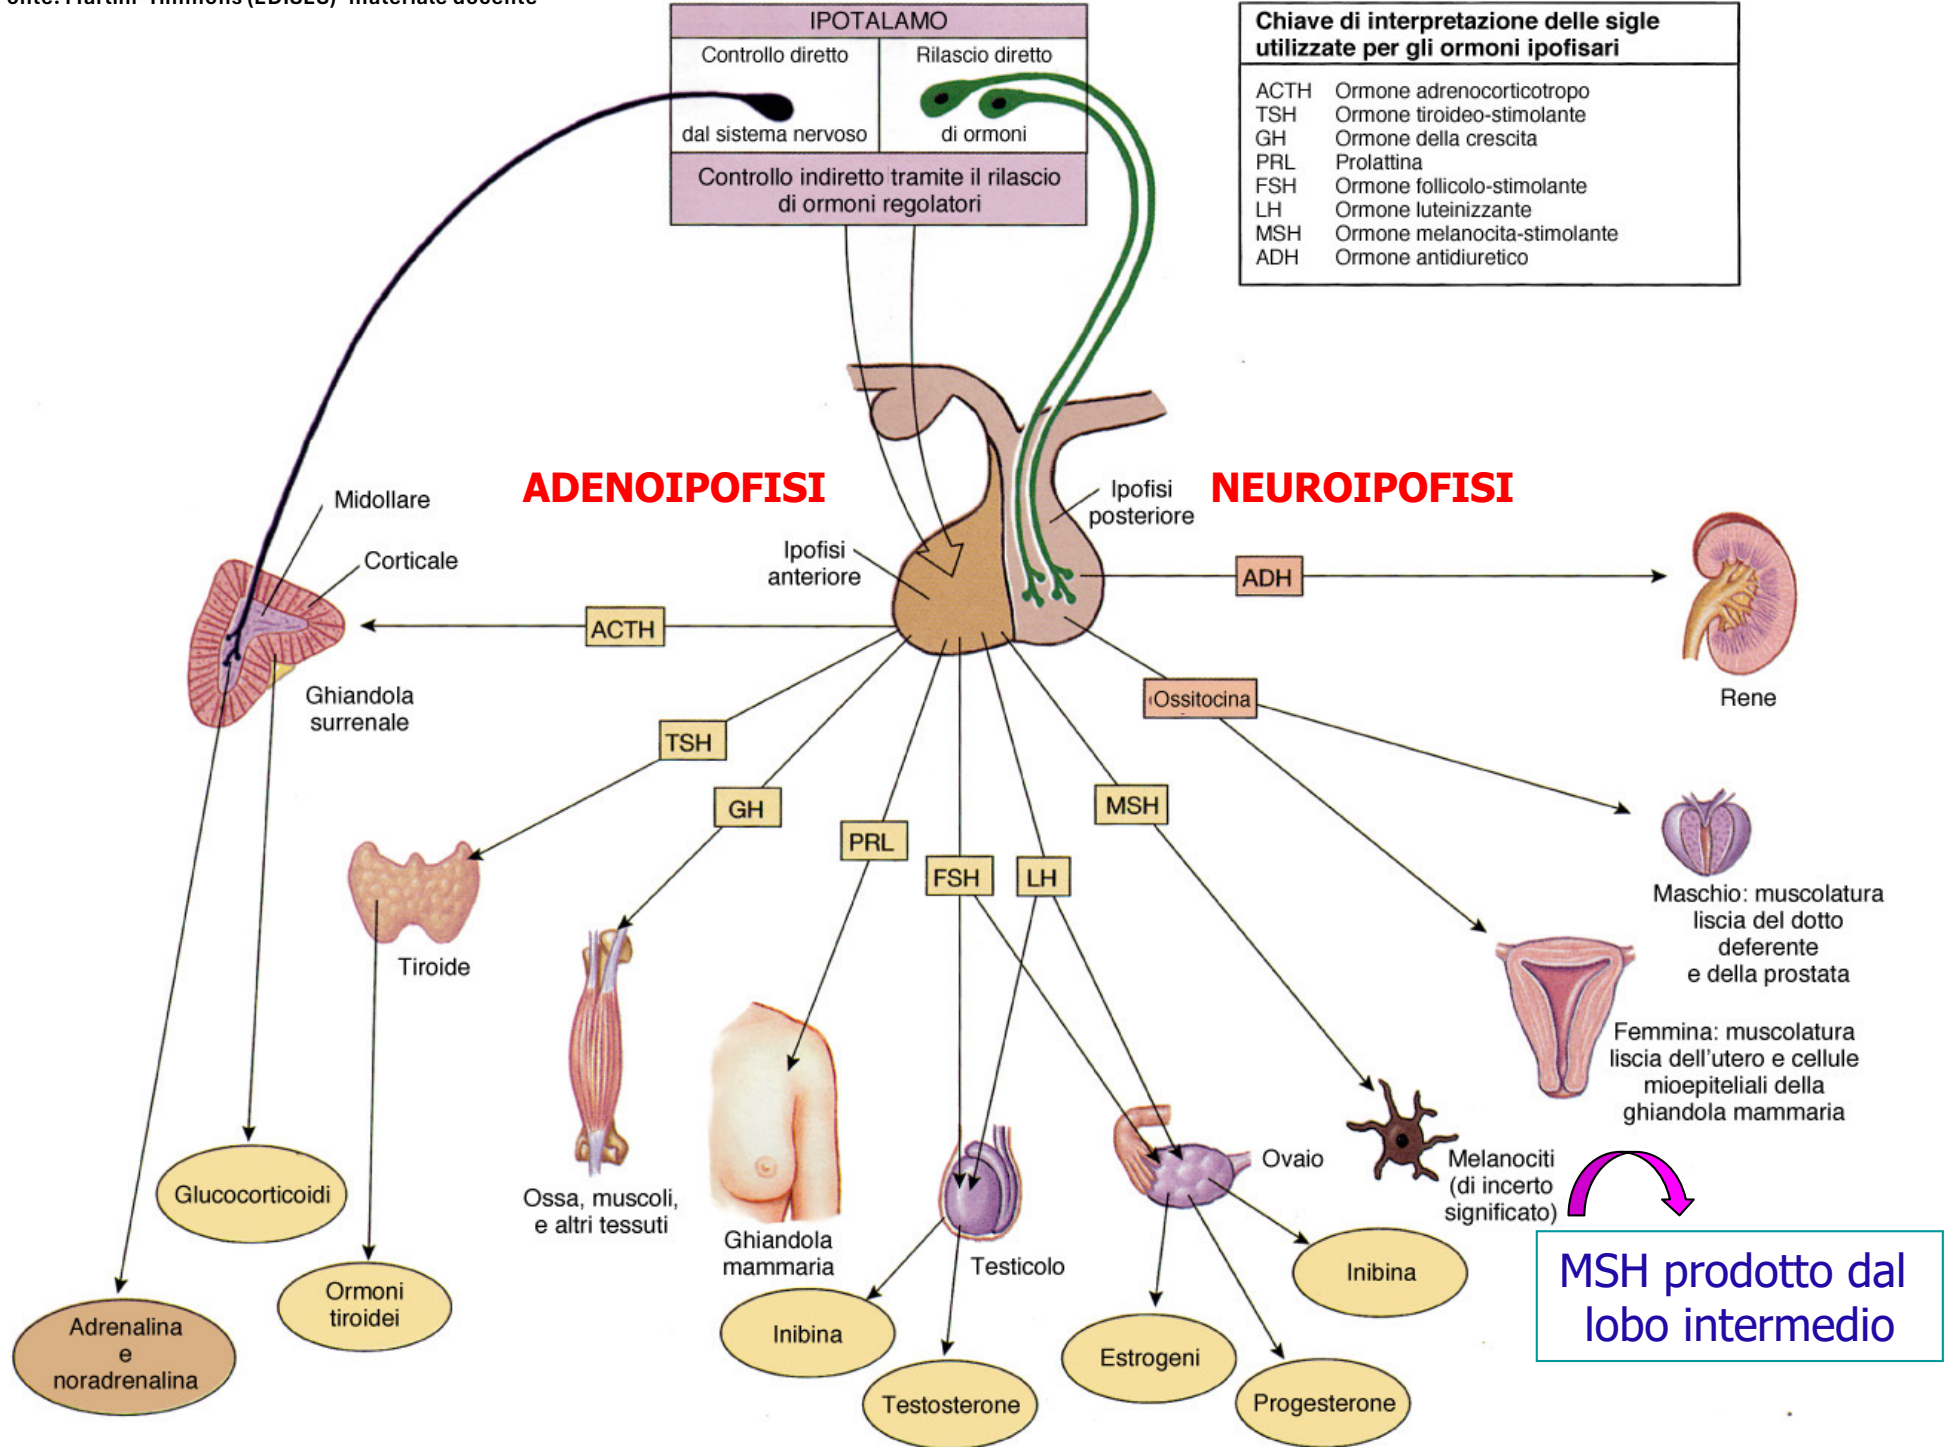 IPOTALAMO
Controllo diretto
dal sistema nervoso
Rilascio diretto
di ormoni
Controllo indiretto tramite il rilascio
di ormoni regolatori
Chiave di interpretazione delle sigle
utilizzate per gli ormoni ipofisari
ACTH Ormone adrenocorticotropo
TSH Ormone tiroideo-stimolante
GH Ormone della crescita
PRL Prolattina
FSH Ormone follicolo-stimolante
LH Ormone luteinizzante
MSH Ormone melanocita-stimolante
ADH Ormone antidiuretico
ADENOIPOFISI
NEUROIPOFISI
Midollare
Corticale
Ipofisi
anteriore
Ipofisi
posteriore
ADH
ACTH
Ghiandola
surrenale
Ossitocina
Rene
TSH
GH
PRL
FSH
LH
MSH
Tiroide
Maschio: muscolatura
liscia del dotto
deferente
e della prostata
Femmina: muscolatura
liscia dell'utero e cellule
mioepiteliali della
ghiandola mammaria
Ossa, muscoli,
e altri tessuti
Ghiandola
mammaria
Testicolo
Ovaio
Melanociti
(di incerto
significato)
Glucocorticoidi
Ormoni
tiroidei
Adrenalina
e
noradrenalina
Inibina
Testosterone
Estrogeni
Progesterone
Inibina
MSH prodotto dal
lobo intermedio